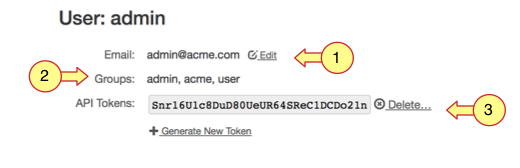 User: admin
Email: admin@acme.com Edit 1
2 Groups: admin, acme, user
API Tokens: Snr16U1c8DuD80UeUR64SReC1DCDo21n Delete... 3
Generate New Token